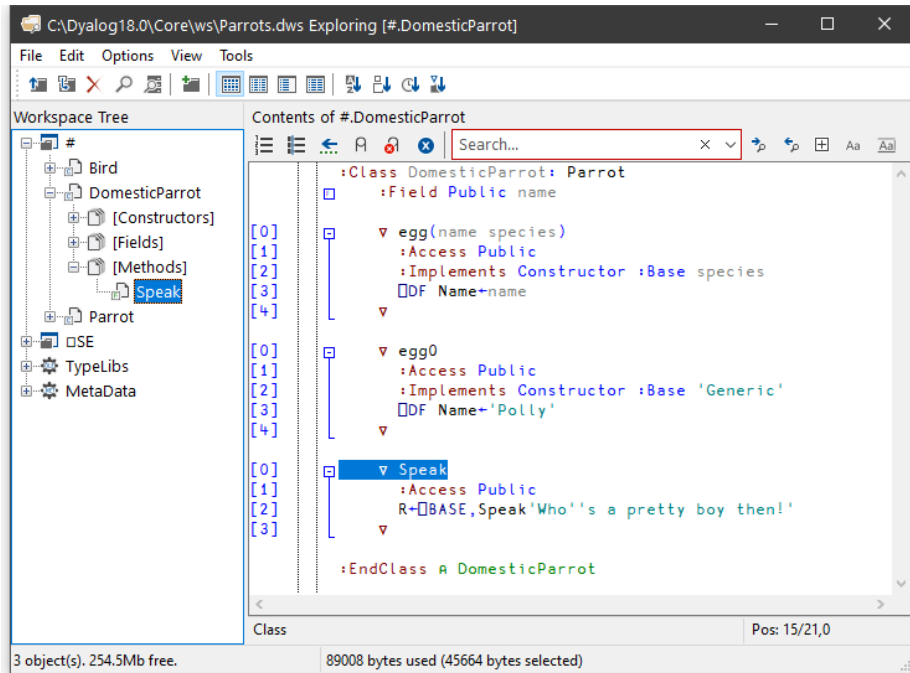 C:\Dyalog18.0\Core\ws\Parrots.dws Exploring [#.DomesticParrot]
File Edit Options View Tools
Workspace Tree
#
Bird
DomesticParrot
[Constructors]
[Fields]
[Methods]
Speak
Parrot
⎕SE
TypeLibs
MetaData
Contents of #.DomesticParrot
Search...
Aa Aa
:Class DomesticParrot: Parrot
:Field Public name
[0] ∇ egg(name species)
[1] :Access Public
[2] :Implements Constructor :Base species
[3] ⎕DF Name←name
[4] ∇
[0] ∇ egg0
[1] :Access Public
[2] :Implements Constructor :Base 'Generic'
[3] ⎕DF Name←'Polly'
[4] ∇
[0] ∇ Speak
[1] :Access Public
[2] R←⎕BASE,Speak'Who''s a pretty boy then!'
[3] ∇
:EndClass ⍝ DomesticParrot
Class Pos: 15/21,0
3 object(s). 254.5Mb free. 89008 bytes used (45664 bytes selected)